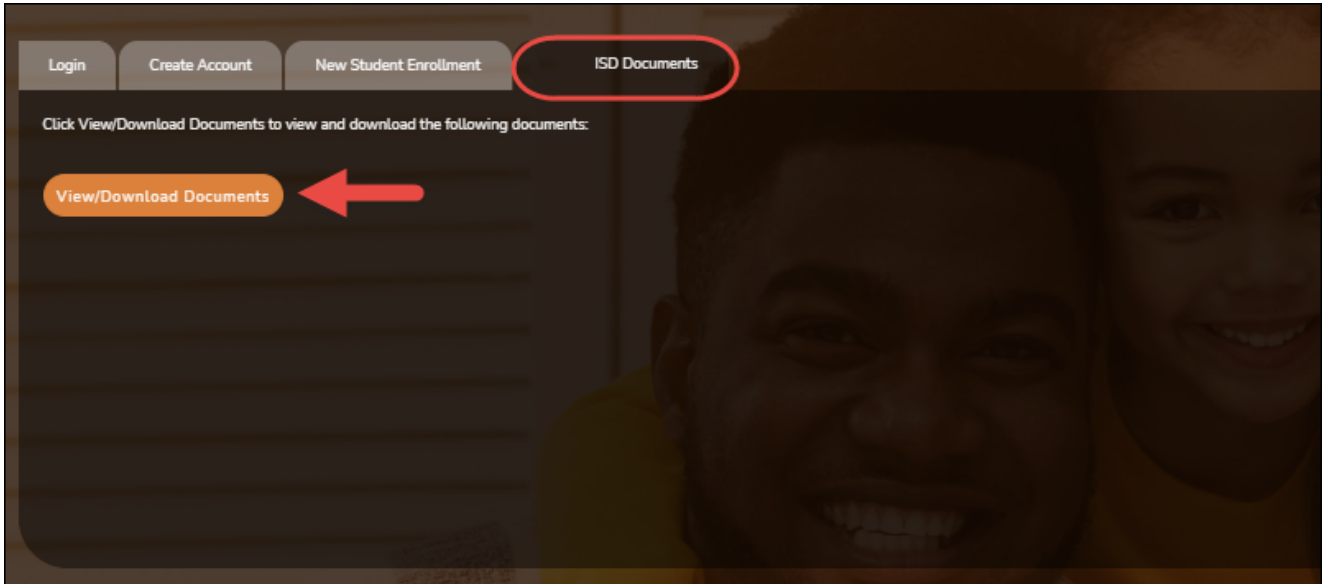 Login
Create Account
New Student Enrollment
ISD Documents
Click View/Download Documents to view and download the following documents:
View/Download Documents